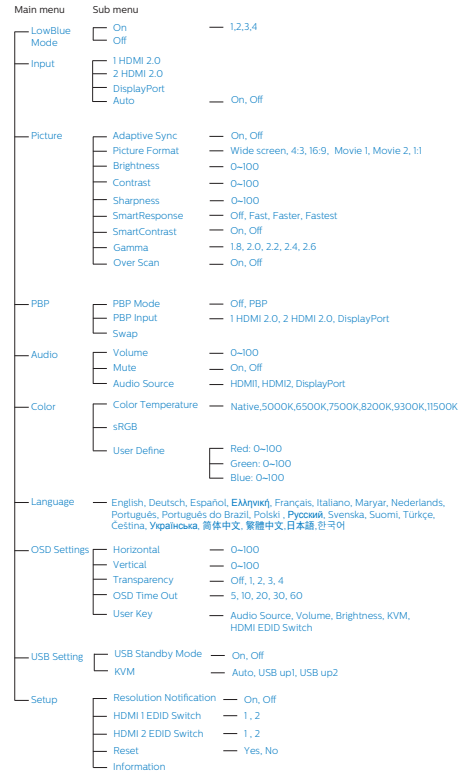 Main menu Sub menu
LowBlue Mode On 1,2,3,4
Off
Input 1 HDMI 2.0
2 HDMI 2.0
DisplayPort
Auto On, Off
Picture Adaptive Sync On, Off
Picture Format Wide screen, 4:3, 16:9, Movie 1, Movie 2, 1:1
Brightness 0~100
Contrast 0~100
Sharpness 0~100
SmartResponse Off, Fast, Faster, Fastest
SmartContrast On, Off
Gamma 1.8, 2.0, 2.2, 2.4, 2.6
Over Scan On, Off
PBP PBP Mode Off, PBP
PBP Input 1 HDMI 2.0, 2 HDMI 2.0, DisplayPort
Swap
Audio Volume 0~100
Mute On, Off
Audio Source HDMI1, HDMI2, DisplayPort
Color Color Temperature Native,5000K,6500K,7500K,8200K,9300K,11500K
sRGB
User Define Red: 0~100
Green: 0~100
Blue: 0~100
Language English, Deutsch, Español, Ελληνική, Français, Italiano, Maryar, Nederlands,
Português, Português do Brazil, Polski , Русский, Svenska, Suomi, Türkçe,
Čeština, Українська, 简体中文, 繁體中文,日本語,한국어
OSD Settings Horizontal 0~100
Vertical 0~100
Transparency Off, 1, 2, 3, 4
OSD Time Out 5, 10, 20, 30, 60
User Key Audio Source, Volume, Brightness, KVM,
HDMI EDID Switch
USB Setting USB Standby Mode On, Off
KVM Auto, USB up1, USB up2
Setup Resolution Notification On, Off
HDMI 1 EDID Switch 1 , 2
HDMI 2 EDID Switch 1 , 2
Reset Yes, No
Information